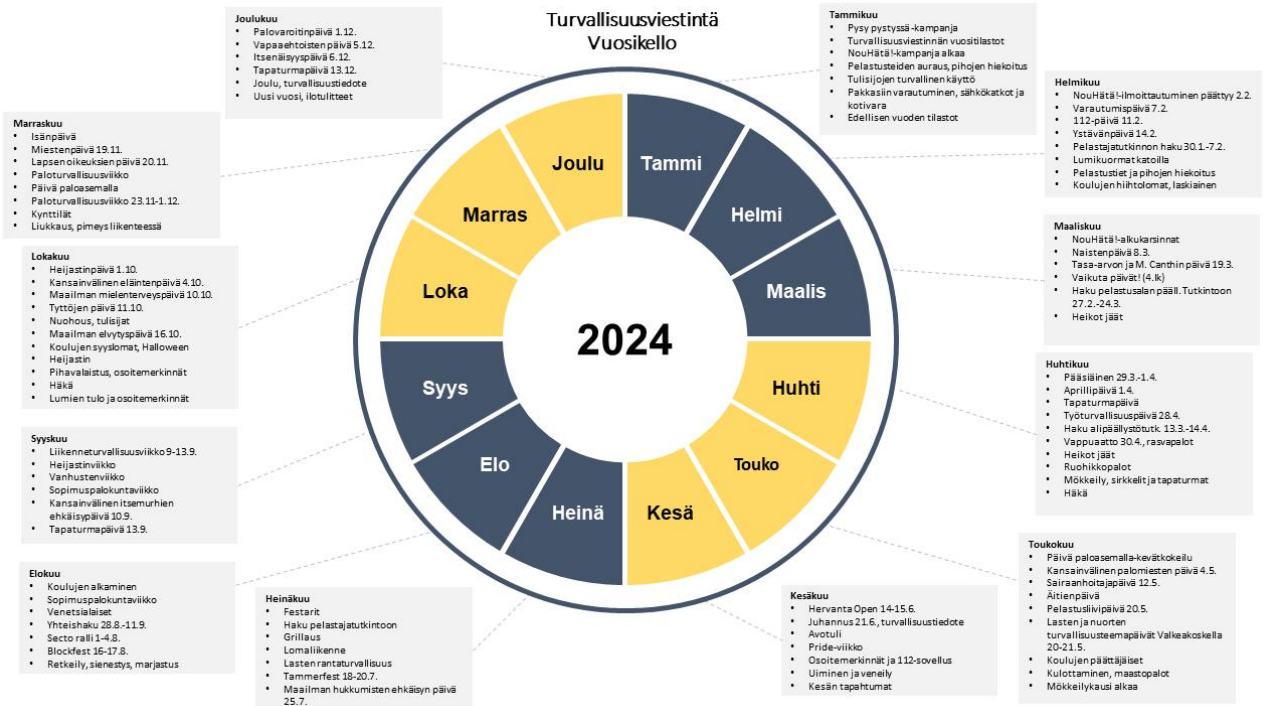 Turvallisuusviestintä
Vuosikello
Joulukuu
• Palovaroitinpäivä 1.12.
• Vapaaehtoisten päivä 5.12.
• Itsenäisyyspäivä 6.12.
• Tapaturmapäivä 13.12.
• Joulu, turvallisuustiedote
• Uusi vuosi, ilotulitteet
Tammikuu
• Pysy pystyssä -kampanja
• Turvallisuusviestinnän vuositilastot
• NouHätä!-kampanja alkaa
• Pelastusteiden auraus, pihojen hiekoitus
• Tulisijojen turvallinen käyttö
• Pakkasiin varautuminen, sähkökatkot ja
kotivara
• Edellisen vuoden tilastot
Helmikuu
• NouHätä!-ilmoittautuminen päättyy 2.2.
• Varautumispäivä 7.2.
• 112-päivä 11.2.
• Ystävänpäivä 14.2.
• Pelastajatutkinnon haku 30.1.-7.2.
• Lumikuormat katoilla
• Pelastustiet ja pihojen hiekoitus
• Koulujen hiihtolomat, laskiainen
Marraskuu
• Isänpäivä
• Miestenpäivä 19.11.
• Lapsen oikeuksien päivä 20.11.
• Paloturvallisuusviikko
• Päivä paloasemalla
• Paloturvallisuusviikko 23.11-1.12.
• Kynttilät
• Liukkaus, pimeys liikenteessä
Maaliskuu
• NouHätä!-alkukarsinnat
• Naistenpäivä 8.3.
• Tasa-arvon ja M. Canthin päivä 19.3.
• Vaikuta päivät! (4.lk)
• Haku pelastusalan pääll. Tutkintoon
27.2.-24.3.
• Heikot jäät
Lokakuu
• Heijastinpäivä 1.10.
• Kansainvälinen eläintenpäivä 4.10.
• Maailman mielenterveyspäivä 10.10.
• Tyttöjen päivä 11.10.
• Nuohous, tulisijat
• Maailman elvytyspäivä 16.10.
• Koulujen syyslomat, Halloween
• Heijastin
• Pihavalaistus, osoitemerkinnät
• Häkä
• Lumien tulo ja osoitemerkinnät
Huhtikuu
• Pääsiäinen 29.3.-1.4.
• Aprillipäivä 1.4.
• Tapaturmapäivä
• Työturvallisuuspäivä 28.4.
• Haku alipäällystötutk. 13.3.-14.4.
• Vappuaatto 30.4., rasvapalot
• Heikot jäät
• Ruohikkopalot
• Mökkeily, sirkkelit ja tapaturmat
• Häkä
Syyskuu
• Liikenneturvallisuusviikko 9-13.9.
• Heijastinviikko
• Vanhustenviikko
• Sopimuspalokuntaviikko
• Kansainvälinen itsemurhien
ehkäisypäivä 10.9.
• Tapaturmapäivä 13.9.
Toukokuu
• Päivä paloasemalla-kevätkokeilu
• Kansainvälinen palomiesten päivä 4.5.
• Sairaanhoitajapäivä 12.5.
• Äitienpäivä
• Pelastusliivipäivä 20.5.
• Lasten ja nuorten
turvallisuusteemapäivät Valkeakoskella
20-21.5.
• Koulujen päättäjäiset
• Kulottaminen, maastopalot
• Mökkeilykausi alkaa
Elokuu
• Koulujen alkaminen
• Sopimuspalokuntaviikko
• Venetsialaiset
• Yhteishaku 28.8.-11.9.
• Secto ralli 1-4.8.
• Blockfest 16-17.8.
• Retkeily, sienestys, marjastus
Heinäkuu
• Festarit
• Haku pelastajatutkintoon
• Grillaus
• Lomaliikenne
• Lasten rantaturvallisuus
• Tammerfest 18-20.7.
• Maailman hukkumisten ehkäisyn päivä
25.7.
Kesäkuu
• Hervanta Open 14-15.6.
• Juhannus 21.6., turvallisuustiedote
• Avotuli
• Pride-viikko
• Osoitemerkinnät ja 112-sovellus
• Uiminen ja veneily
• Kesän tapahtumat
Joulu
Tammi
Marras
Helmi
Loka
Maalis
2024
Syys
Huhti
Elo
Touko
Heinä
Kesä